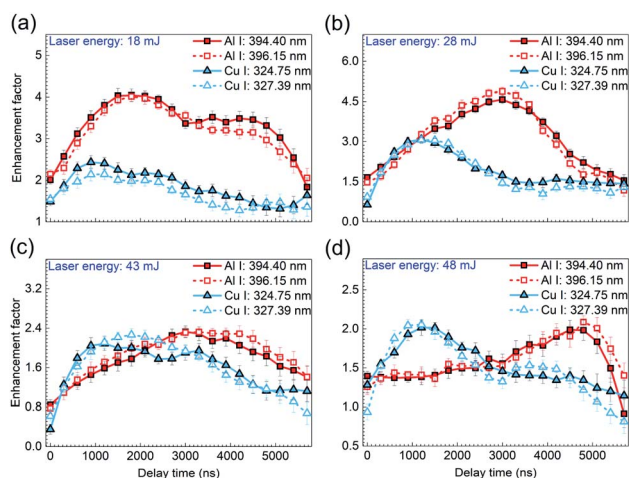 (a)
Laser energy: 18 mJ
Al I: 394.40 nm
Al I: 396.15 nm
Cu I: 324.75 nm
Cu I: 327.39 nm
Enhancement factor
5
4
3
2
1
(b)
Laser energy: 28 mJ
Al I: 394.40 nm
Al I: 396.15 nm
Cu I: 324.75 nm
Cu I: 327.39 nm
6.0
4.5
3.0
1.5
0.0
(c)
Laser energy: 43 mJ
Al I: 394.40 nm
Al I: 396.15 nm
Cu I: 324.75 nm
Cu I: 327.39 nm
Enhancement factor
3.2
2.4
1.6
0.8
0.0
0 1000 2000 3000 4000 5000
Delay time (ns)
(d)
Laser energy: 48 mJ
Al I: 394.40 nm
Al I: 396.15 nm
Cu I: 324.75 nm
Cu I: 327.39 nm
2.5
2.0
1.5
1.0
0.5
0 1000 2000 3000 4000 5000
Delay time (ns)